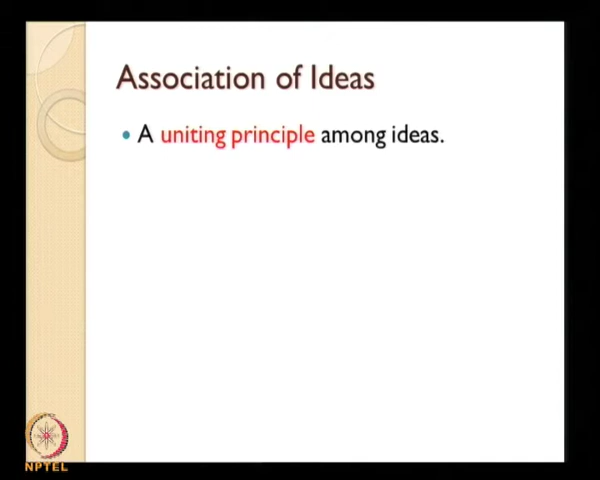 Association of Ideas
• A uniting principle among ideas.
NPTEL